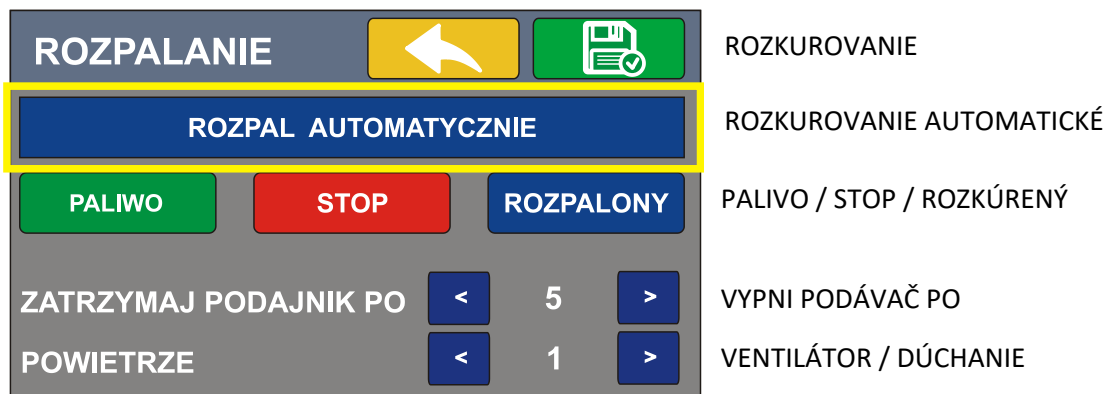 ROZPALANIE ROZKUROVANIE
ROZPAL AUTOMATYCZNIE ROZKUROVANIE AUTOMATICKÉ
PALIWO STOP ROZPALONY PALIVO / STOP / ROZKÚRENÝ
ZATRZYMAJ PODAJNIK PO < 5 > VYPNI PODÁVAČ PO
POWIETRZE < 1 > VENTILÁTOR / DÚCHANIE